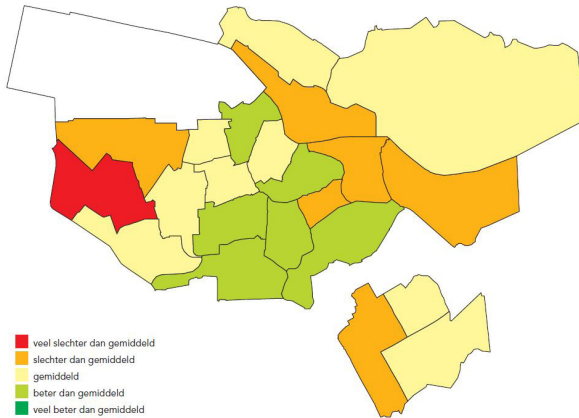 veel slechter dan gemiddeld
slechter dan gemiddeld
gemiddeld
beter dan gemiddeld
veel beter dan gemiddeld